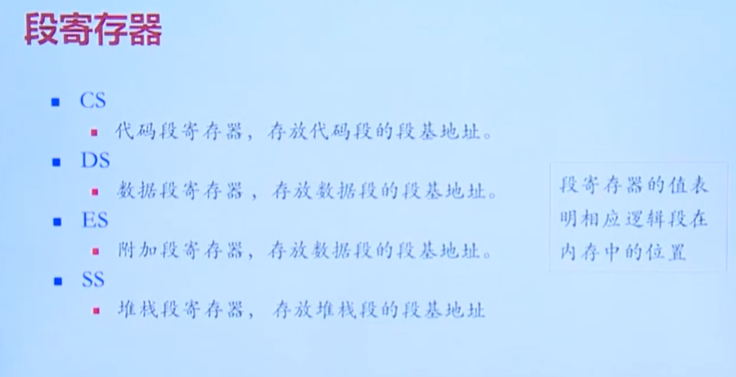 段寄存器
CS
代码段寄存器，存放代码段的段基地址。
DS
数据段寄存器，存放数据段的段基地址。
ES
附加段寄存器，存放数据段的段基地址。
SS
堆栈段寄存器，存放堆栈段的段基地址
段寄存器的值表
明相应逻辑段在
内存中的位置